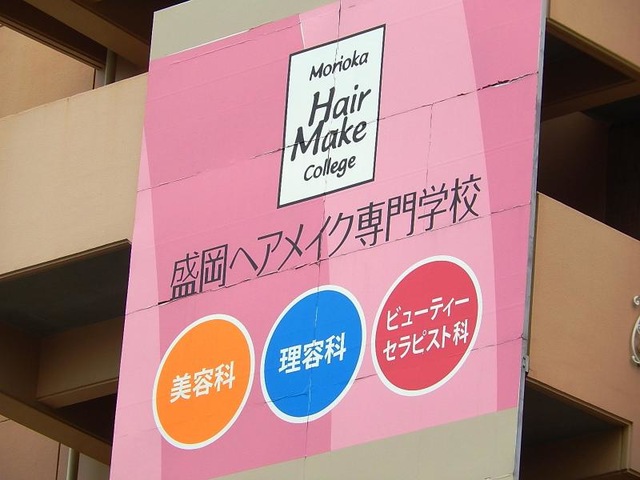 Morioka
Hair
Make
College
盛岡ヘアメイク専門学校
美容科
理容科
ビューティー
セラピスト科